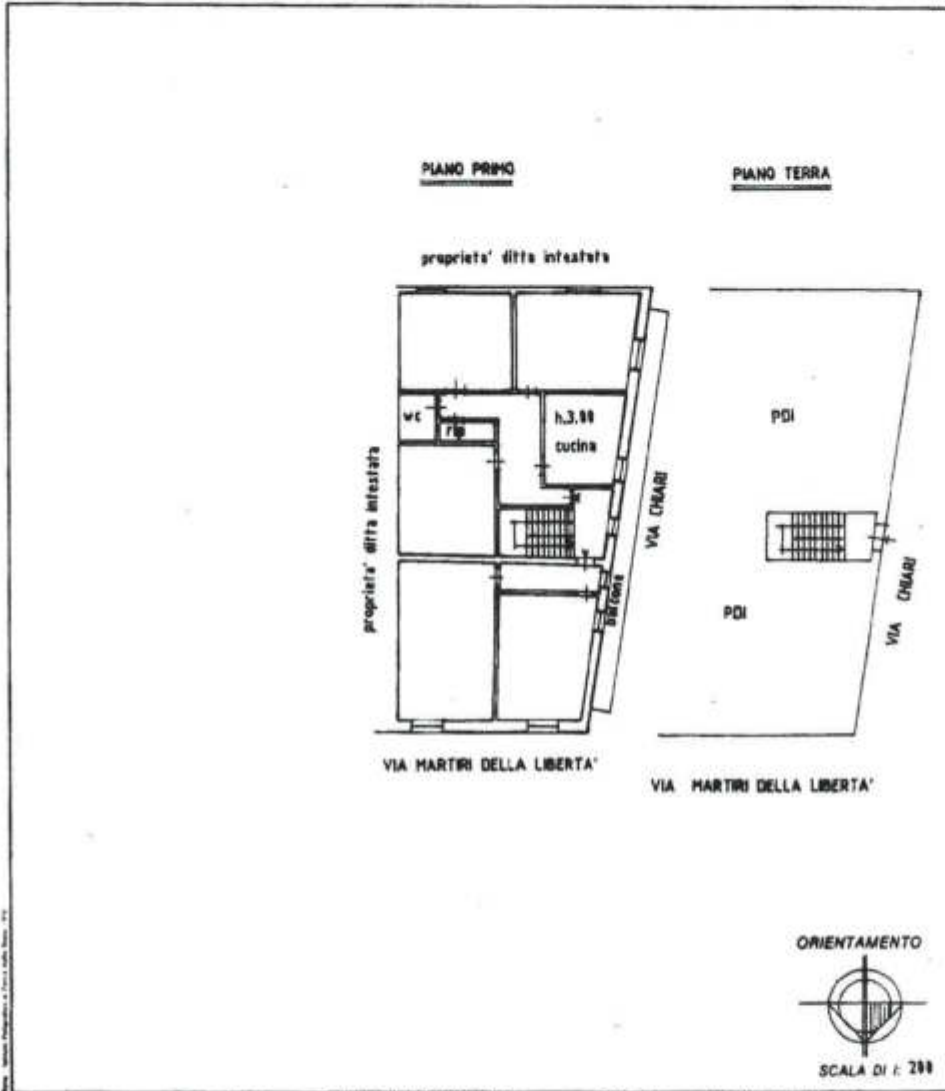 PIANO PRIMO
PIANO TERRA
proprieta' ditta intestata
wc
rip
h.3.00
cucina
PDI
proprieta' ditta intestata
VIA CHIARI
balcone
PDI
VIA CHIARI
VIA MARTIRI DELLA LIBERTA'
VIA MARTIRI DELLA LIBERTA'
ORIENTAMENTO
SCALA DI 1: 200